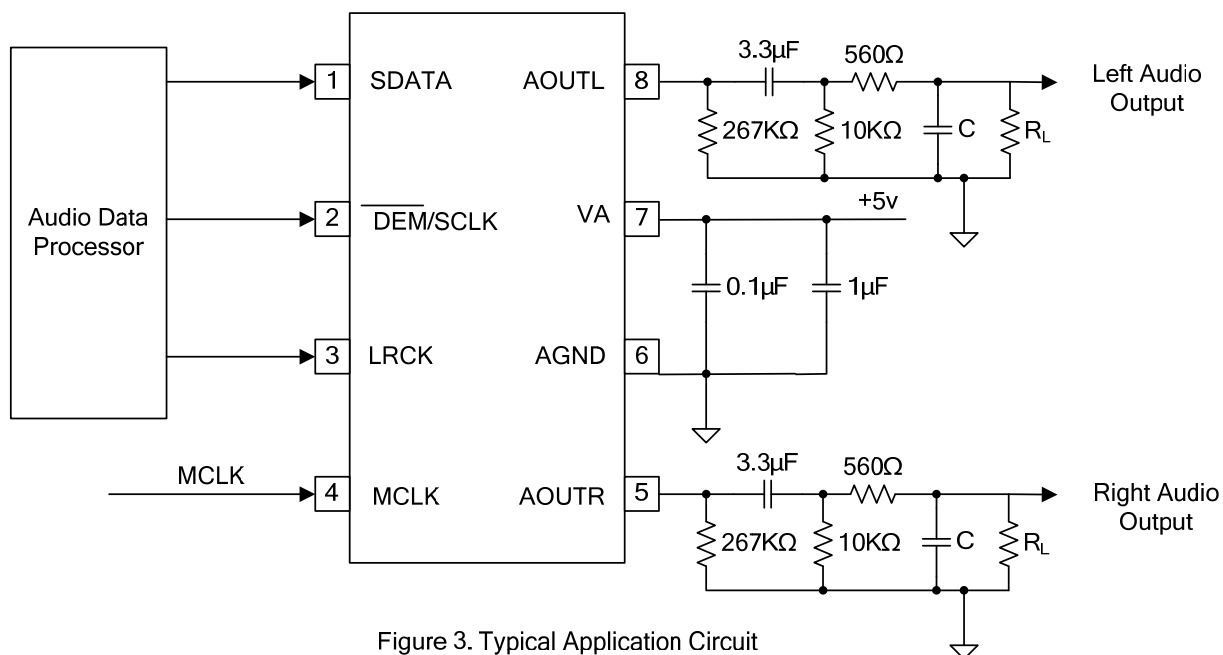 3.3µF
560Ω
Left Audio
Output
1
SDATA
AOUTL
8
267KΩ
10KΩ
C
RL
Audio Data
Processor
2
DEM/SCLK
VA
7
+5v
0.1µF
1µF
3
LRCK
AGND
6
MCLK
4
MCLK
AOUTR
5
3.3µF
560Ω
Right Audio
Output
267KΩ
10KΩ
C
RL
Figure 3. Typical Application Circuit